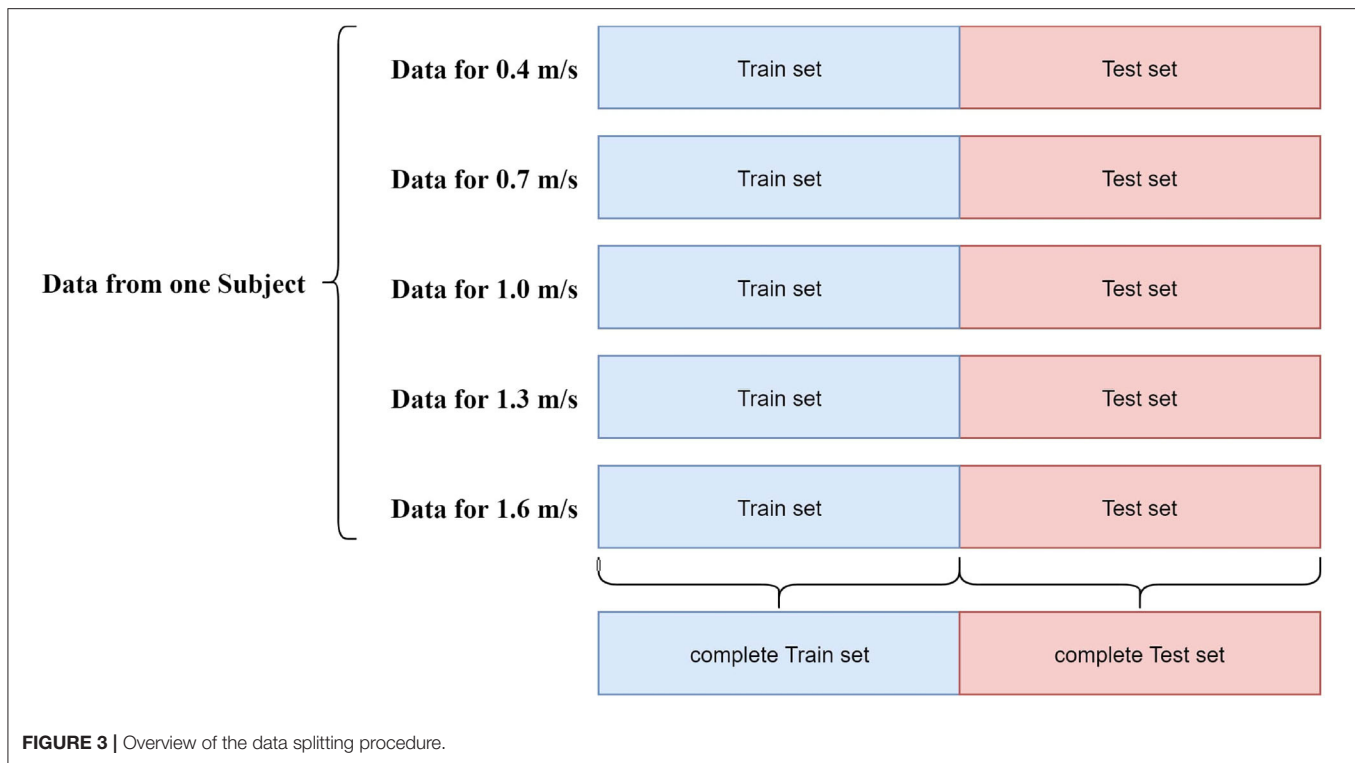 Data for 0.4 m/s
Train set
Test set
Data for 0.7 m/s
Train set
Test set
Data from one Subject
Data for 1.0 m/s
Train set
Test set
Data for 1.3 m/s
Train set
Test set
Data for 1.6 m/s
Train set
Test set
complete Train set
complete Test set
FIGURE 3 | Overview of the data splitting procedure.